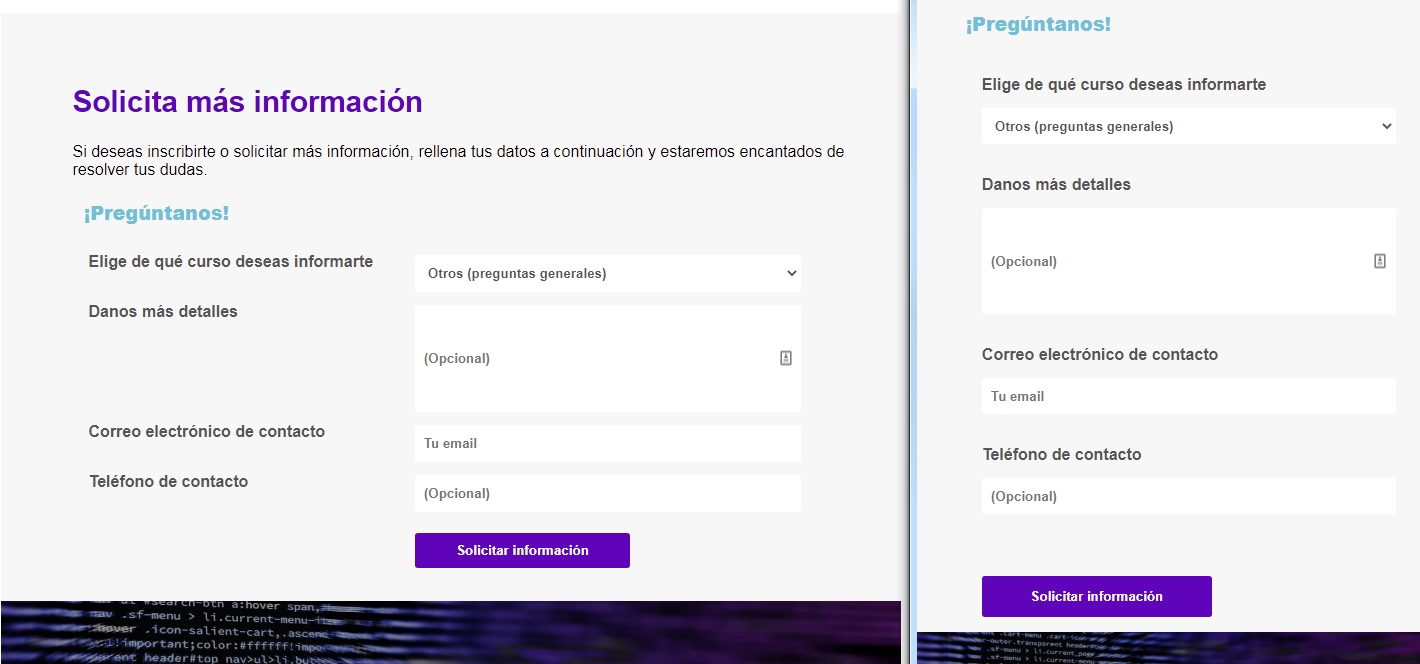 Solicita más información
Si deseas inscribirte o solicitar más información, rellena tus datos a continuación y estaremos encantados de
resolver tus dudas.
¡Pregúntanos!
Elige de qué curso deseas informarte
Otros (preguntas generales)
Danos más detalles
(Opcional)
Correo electrónico de contacto
Tu email
Teléfono de contacto
(Opcional)
Solicitar información
#search-btn a:hover span,
nav .sf-menu > li.current-menu-
:hover .icon-salient-cart,.ascend
!important;color:#ffffff!impo
header#top nav>ul>li.
¡Pregúntanos!
Elige de qué curso deseas informarte
Otros (preguntas generales)
Danos más detalles
(Opcional)
Correo electrónico de contacto
Tu email
Teléfono de contacto
(Opcional)
Solicitar información
.cart-menu .cart-icon
.transparent header
.sf-menu > li.current_page
.sf-menu > li.current-menu